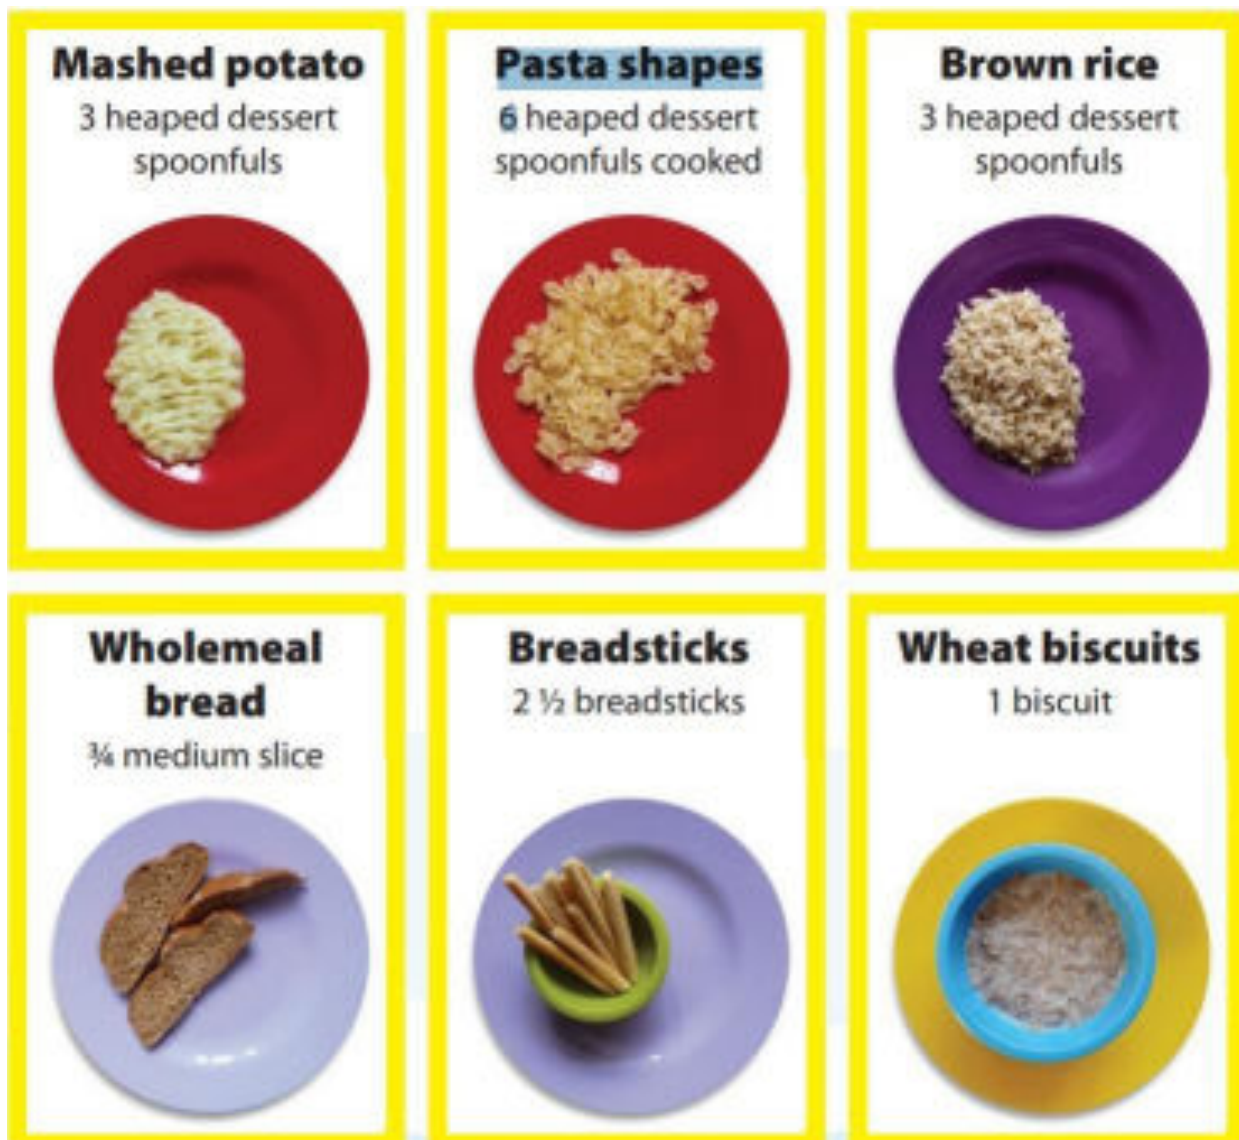 Mashed potato
3 heaped dessert
spoonfuls
Pasta shapes
6 heaped dessert
spoonfuls cooked
Brown rice
3 heaped dessert
spoonfuls
Wholemeal
bread
¾ medium slice
Breadsticks
2 ½ breadsticks
Wheat biscuits
1 biscuit